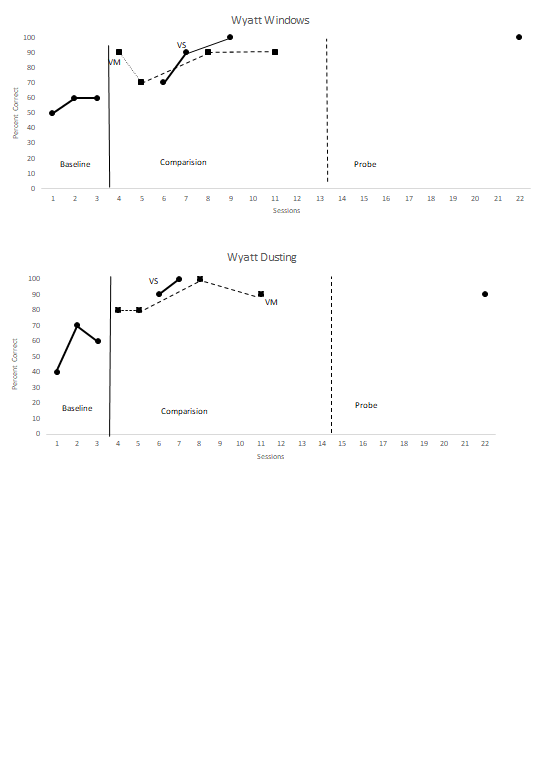 Wyatt Windows
100
90
80
70
60
50
40
30
20
10
0
Percent Correct
VS
VM
Baseline
Comparision
Probe
1 2 3 4 5 6 7 8 9 10 11 12 13 14 15 16 17 18 19 20 21 22
Sessions
Wyatt Dusting
100
90
80
70
60
50
40
30
20
10
0
Percent Correct
VS
VM
Baseline
Comparision
Probe
1 2 3 4 5 6 7 8 9 10 11 12 13 14 15 16 17 18 19 20 21 22
Sessions